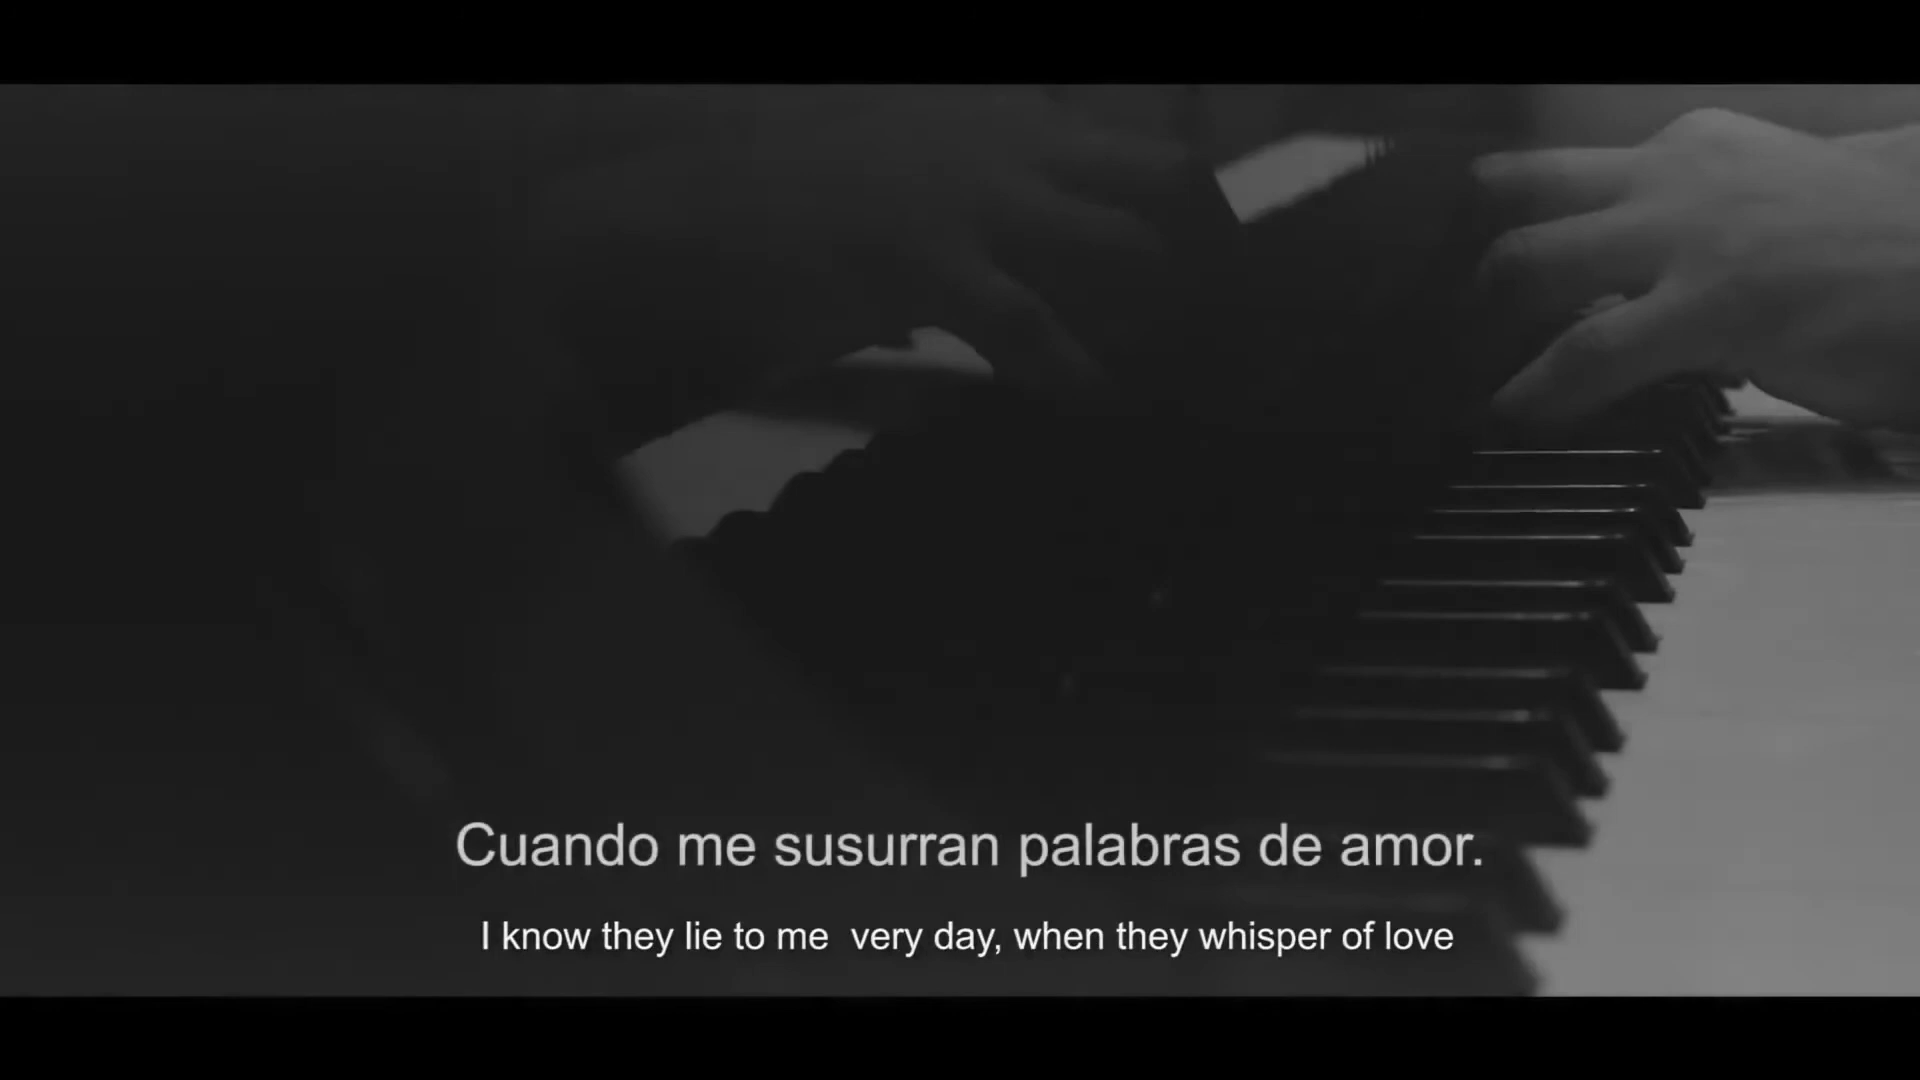 Cuando me susurran palabras de amor.
I know they lie to me  very day, when they whisper of love